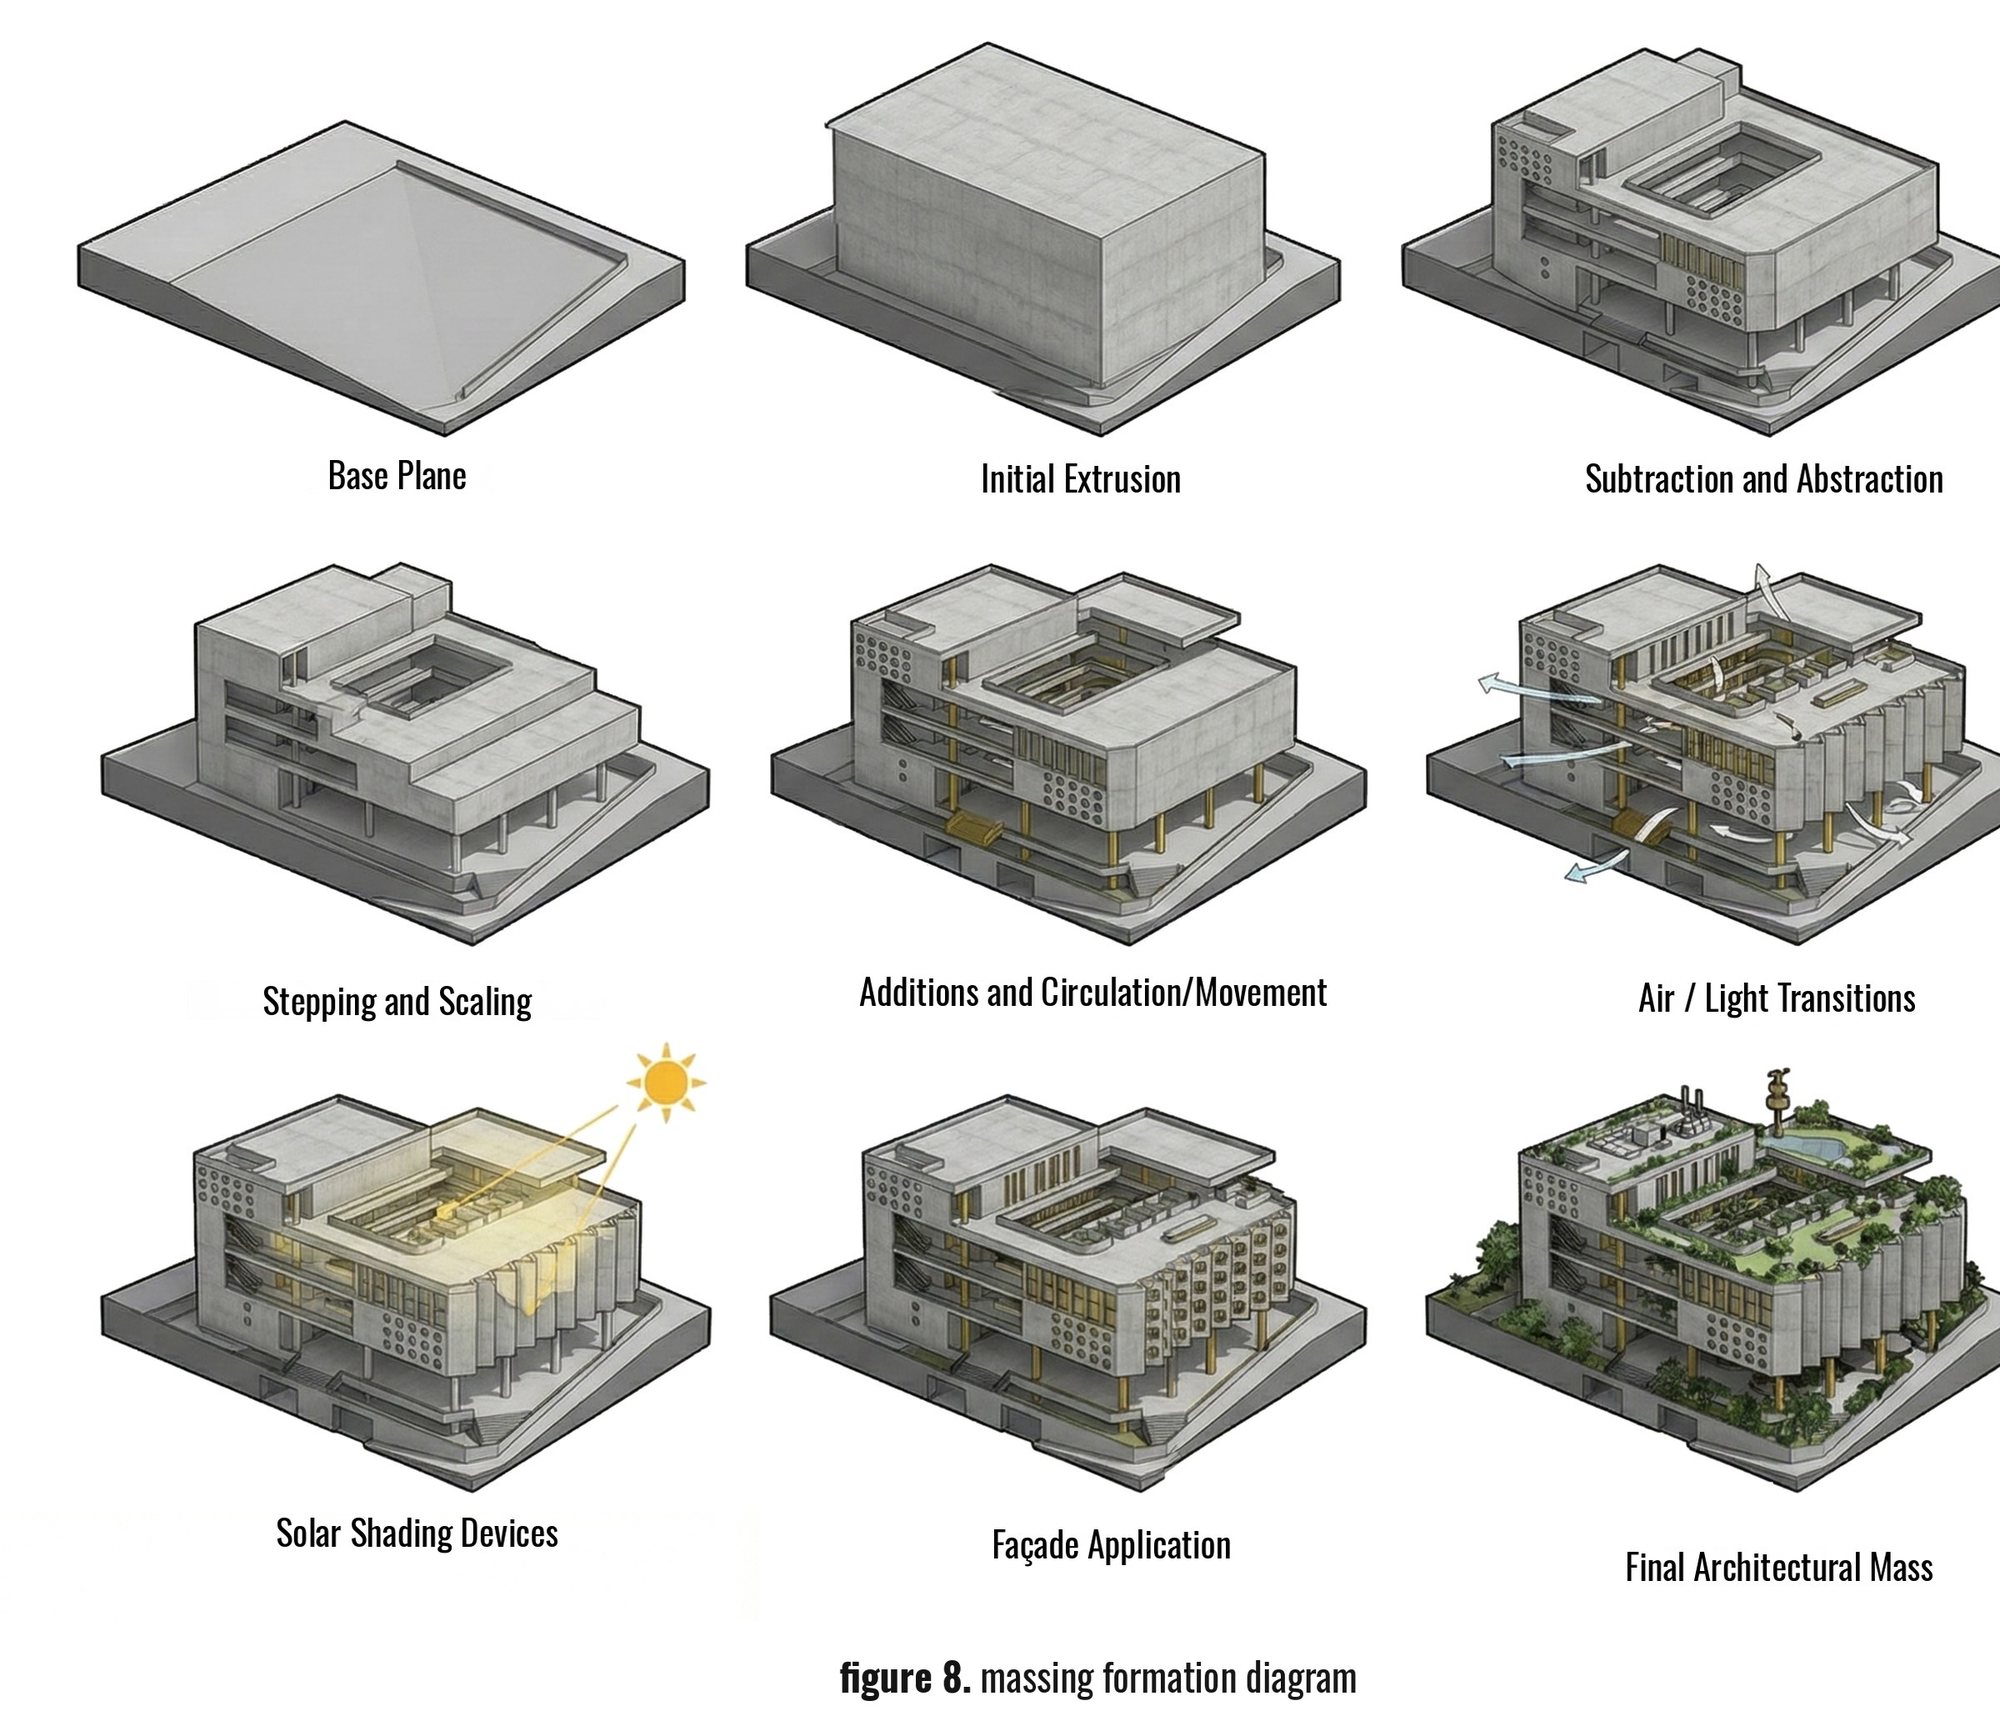 Base Plane
Initial Extrusion
Subtraction and Abstraction
Stepping and Scaling
Additions and Circulation/Movement
Air / Light Transitions
Solar Shading Devices
Façade Application
Final Architectural Mass
figure 8. massing formation diagram